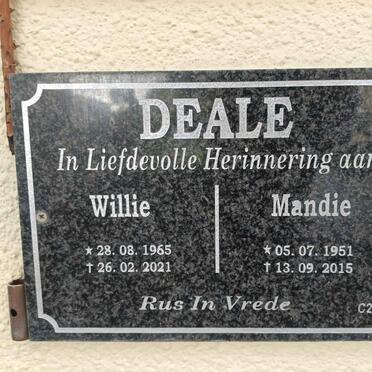 DEALE
In Liefdevolle Herinnering aan
Willie Mandie
* 28. 08. 1965 * 05. 07. 1951
† 26. 02. 2021 † 13. 09. 2015
Rus In Vrede